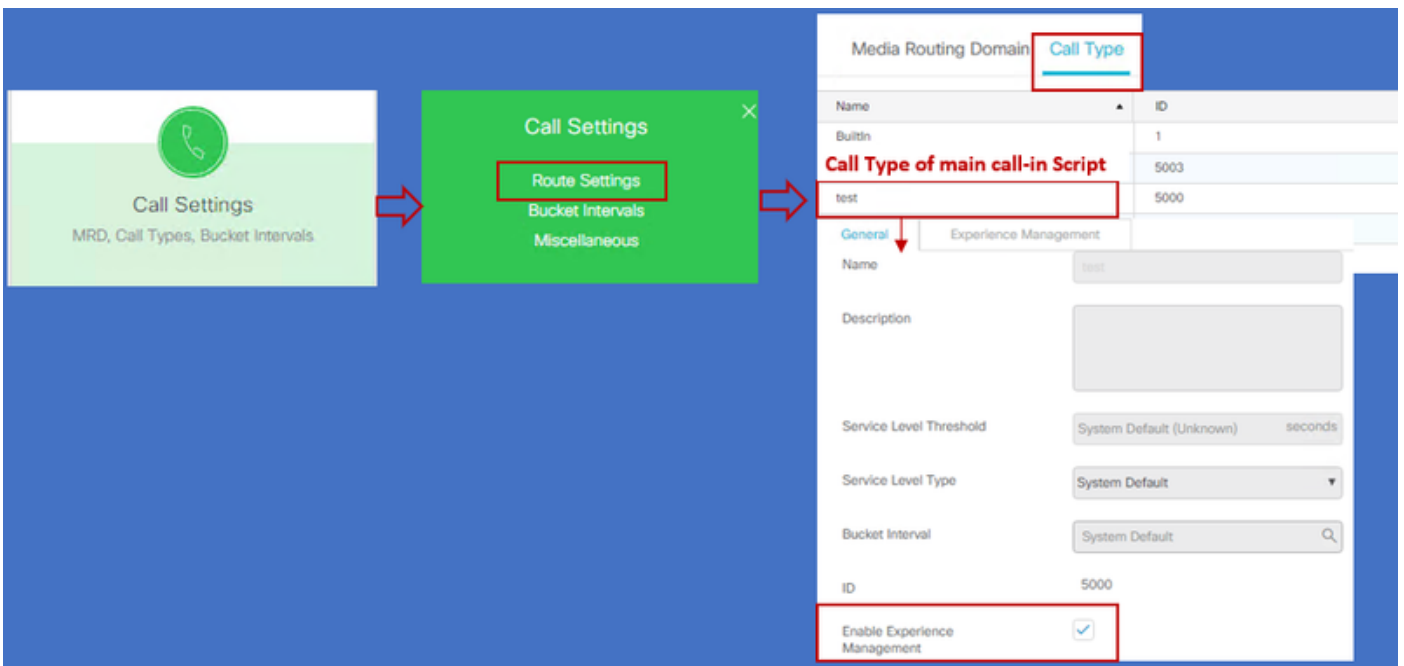 Call Settings
MRD, Call Types, Bucket Intervals
Call Settings
Route Settings
Bucket Intervals
Miscellaneous
Media Routing Domain Call Type
Name ID
BuiltIn 1
Call Type of main call-in Script 5003
test 5000
General Experience Management
Name test
Description
Service Level Threshold System Default (Unknown) seconds
Service Level Type System Default
Bucket Interval System Default
ID 5000
Enable Experience
Management